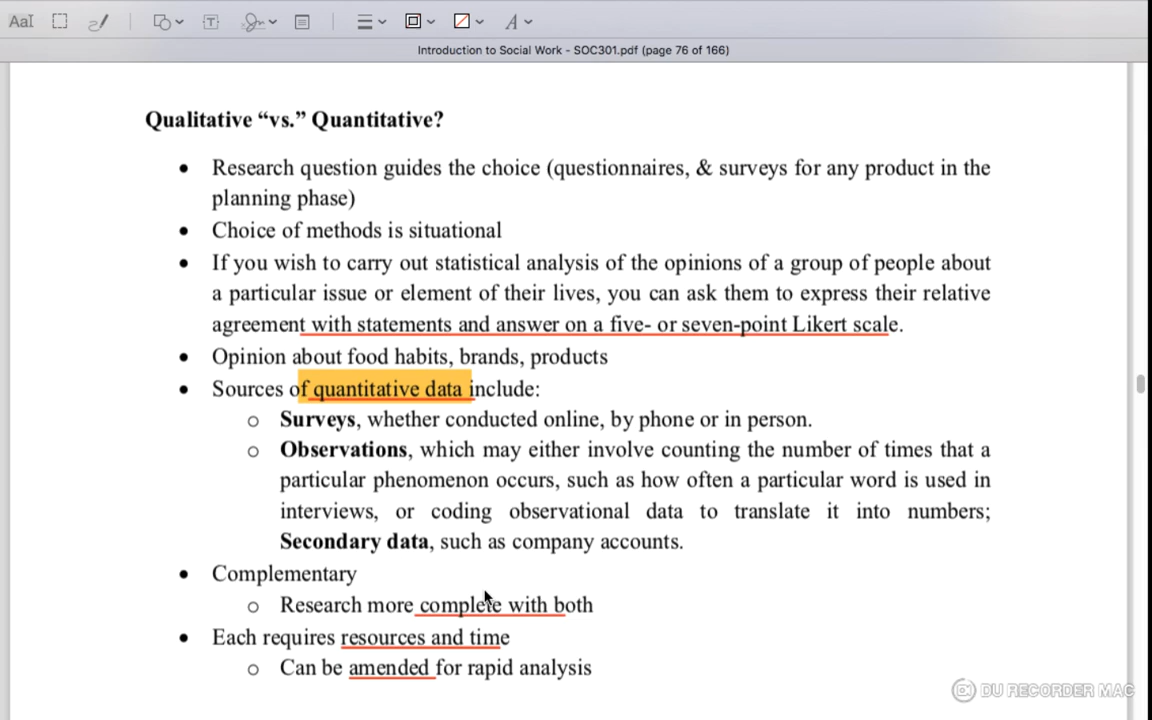 AaI T A
Introduction to Social Work - SOC301.pdf (page 76 of 166)
Qualitative “vs.” Quantitative?
• Research question guides the choice (questionnaires, & surveys for any product in the
planning phase)
• Choice of methods is situational
• If you wish to carry out statistical analysis of the opinions of a group of people about
a particular issue or element of their lives, you can ask them to express their relative
agreement with statements and answer on a five- or seven-point Likert scale.
• Opinion about food habits, brands, products
• Sources of quantitative data include:
o Surveys, whether conducted online, by phone or in person.
o Observations, which may either involve counting the number of times that a
particular phenomenon occurs, such as how often a particular word is used in
interviews, or coding observational data to translate it into numbers;
Secondary data, such as company accounts.
• Complementary
o Research more complete with both
• Each requires resources and time
o Can be amended for rapid analysis
DU RECORDER MAC